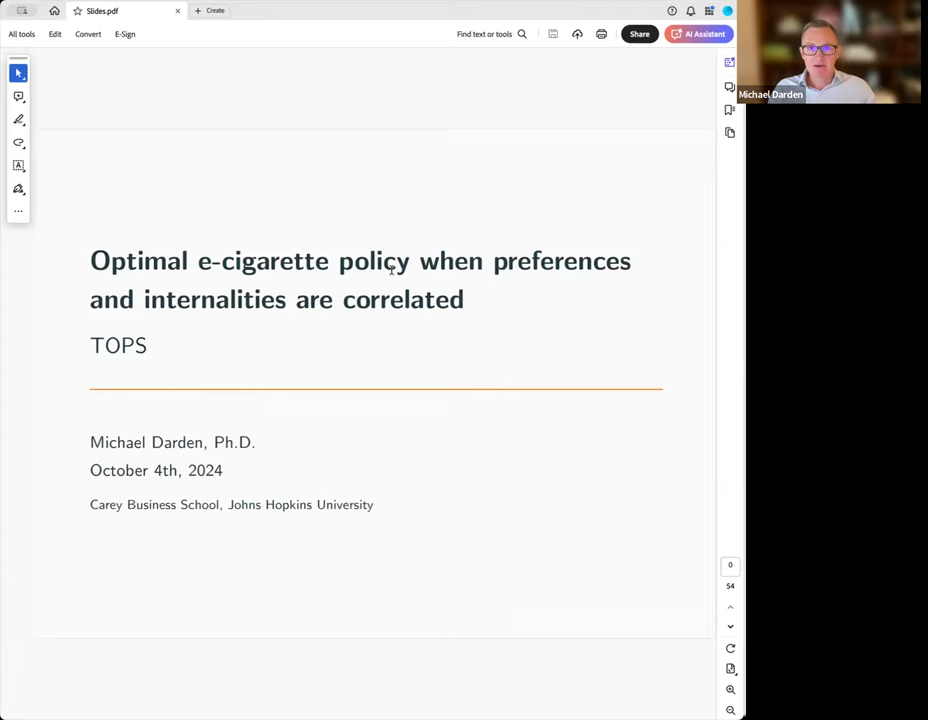 Slides.pdf
Create
All tools
Edit
Convert
E-Sign
Find text or tools
Share
AI Assistant
Michael Darden
Optimal e-cigarette policy when preferences
and internalities are correlated
TOPS
Michael Darden, Ph.D.
October 4th, 2024
Carey Business School, Johns Hopkins University
0
54